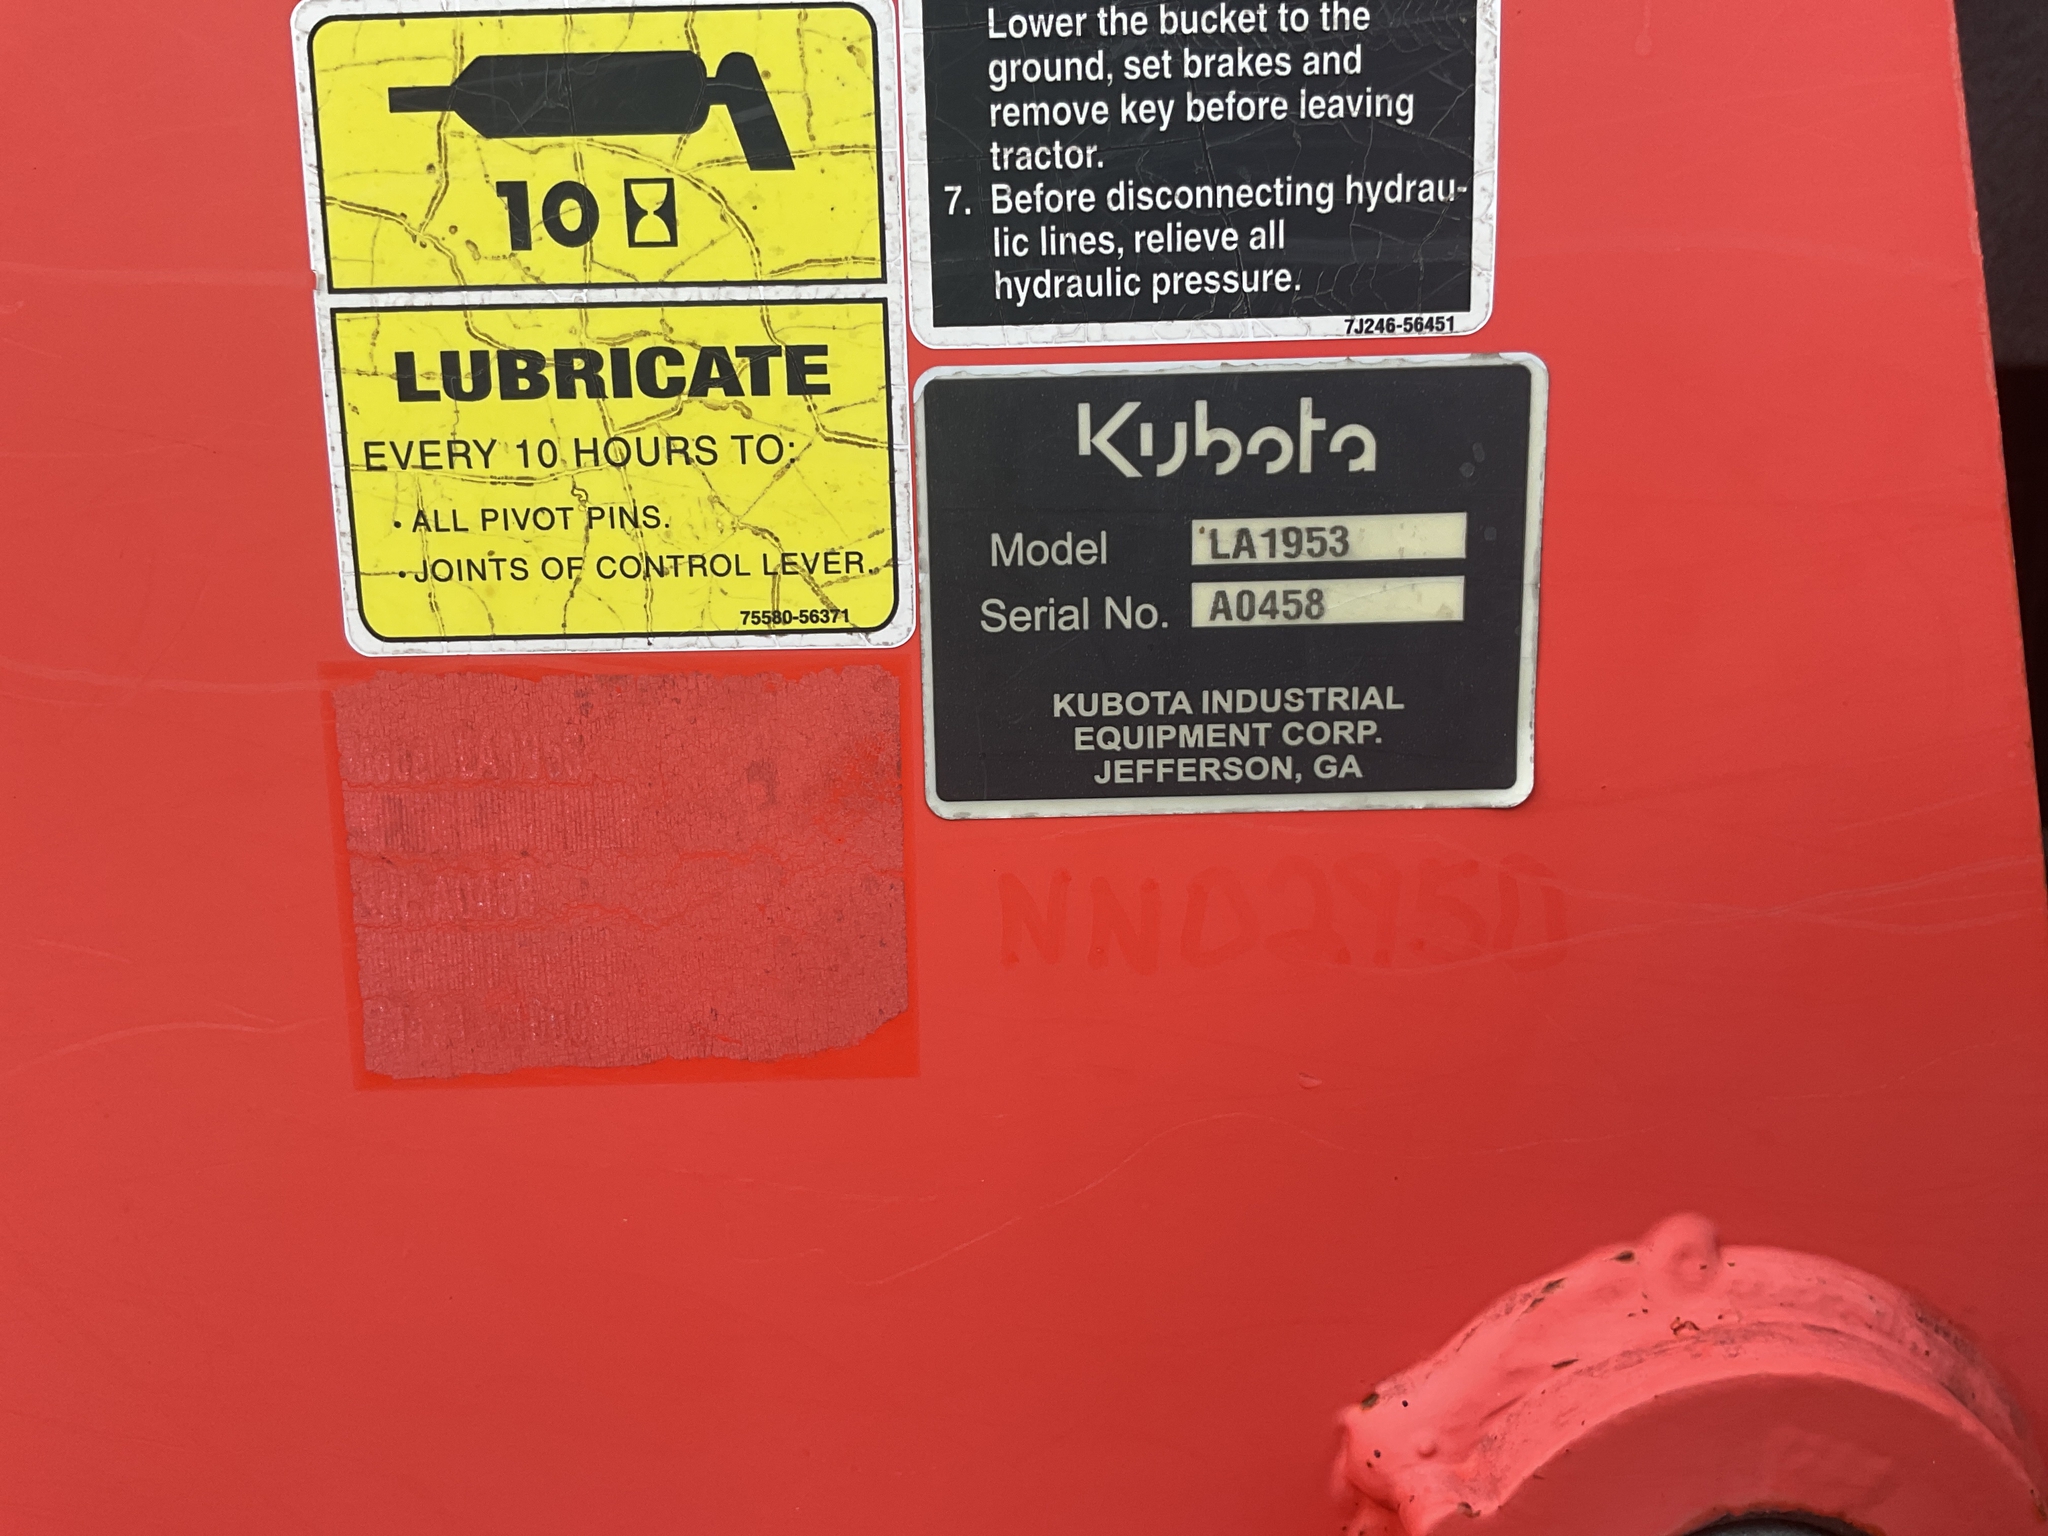 10
LUBRICATE
EVERY 10 HOURS TO:
• ALL PIVOT PINS.
• JOINTS OF CONTROL LEVER.
75580-56371
Lower the bucket to the
ground, set brakes and
remove key before leaving
tractor.
7. Before disconnecting hydrau-
lic lines, relieve all
hydraulic pressure.
7J246-56451
Kubota
Model LA1953
Serial No. A0458
KUBOTA INDUSTRIAL
EQUIPMENT CORP.
JEFFERSON, GA